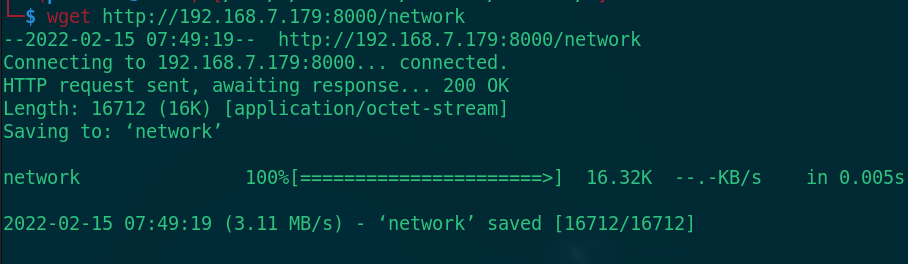 └─$ wget http://192.168.7.179:8000/network
--2022-02-15 07:49:19--  http://192.168.7.179:8000/network
Connecting to 192.168.7.179:8000... connected.
HTTP request sent, awaiting response... 200 OK
Length: 16712 (16K) [application/octet-stream]
Saving to: ‘network’
network 100%[======================>] 16.32K --.-KB/s in 0.005s
2022-02-15 07:49:19 (3.11 MB/s) - ‘network’ saved [16712/16712]